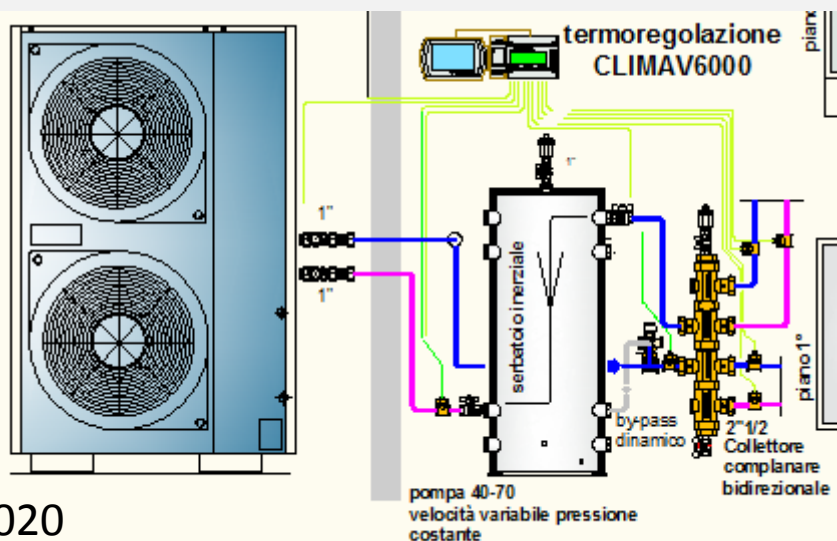 termoregolazione
CLIMAV6000
piano
1"
1"
1"
serbatoio inerziale
piano 1°
by-pass
dinamico
2"1/2
Collettore
complanare
bidirezionale
pompa 40-70
velocità variabile pressione
costante
020